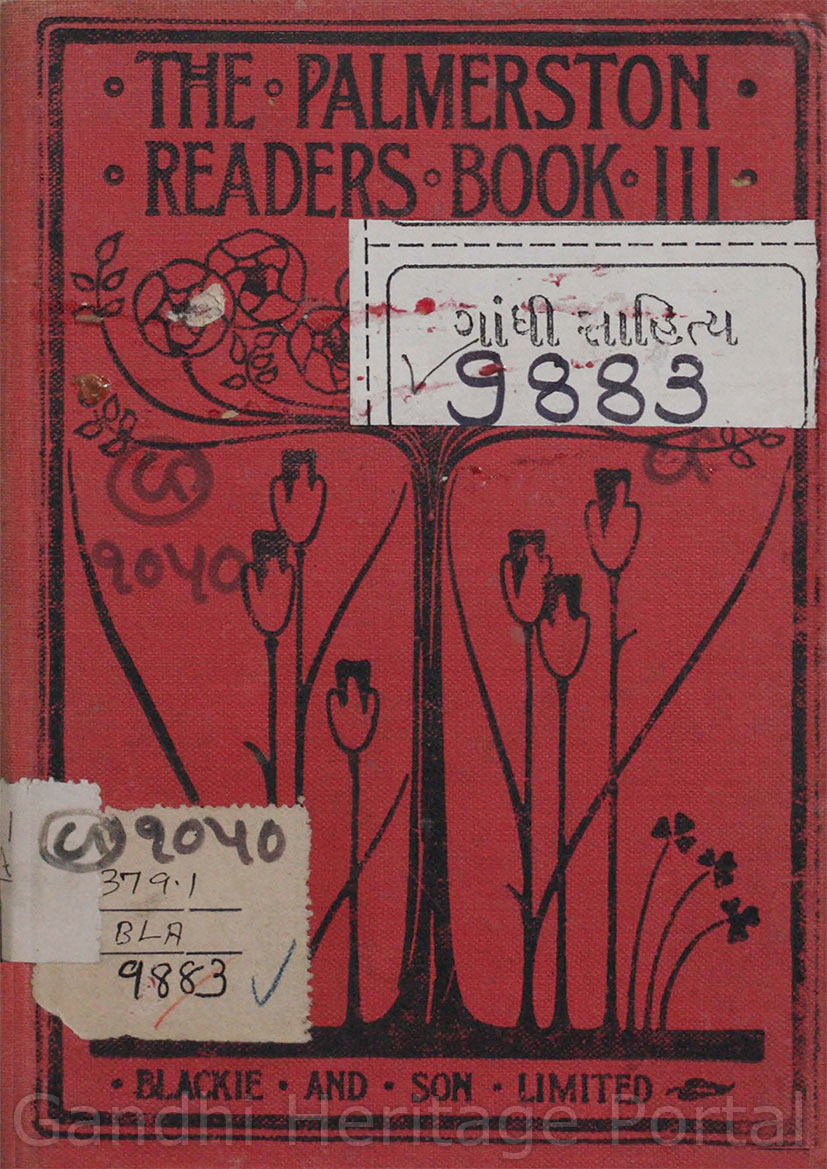 THE PALMERSTON
READERS BOOK III
ગાંધી સાહિત્ય
9883
૧૦૫૦
૧૦૫૦
379.1
BLA
9883
BLACKIE · AND · SON · LIMITED
Gandhi Heritage Portal